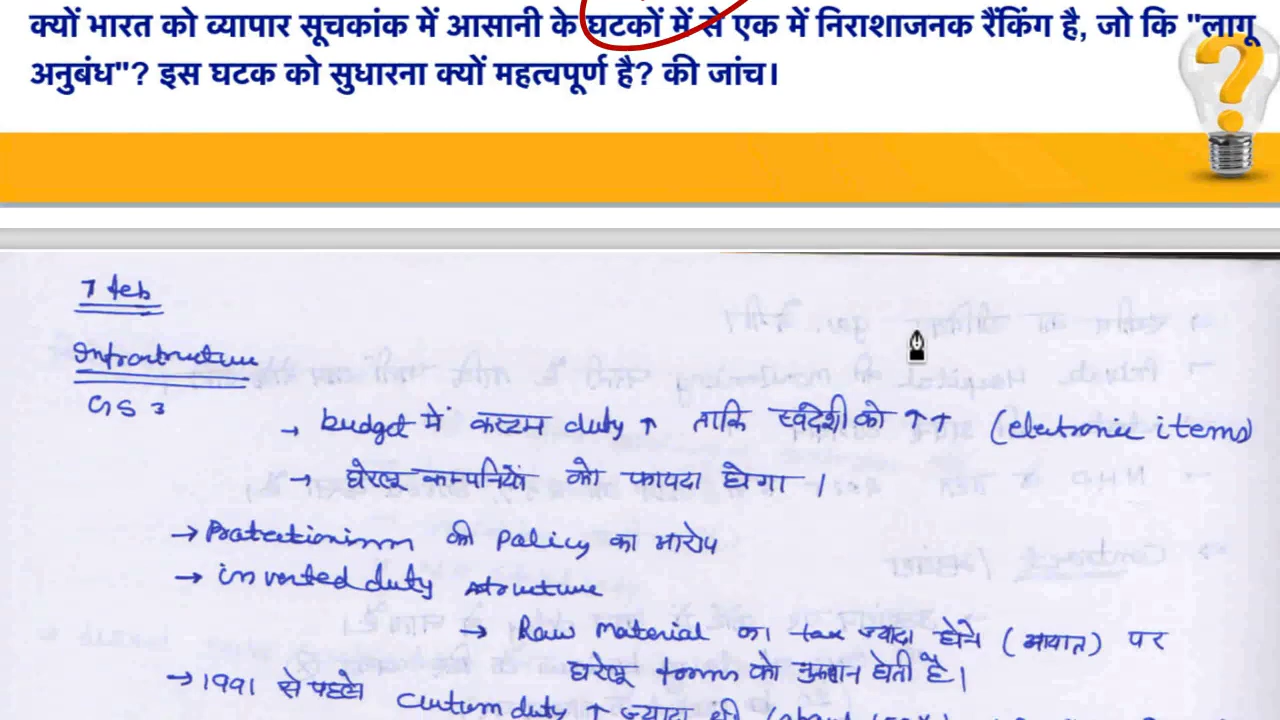 क्यों भारत को व्यापार सूचकांक में आसानी के घटकों में से एक में निराशाजनक रैंकिंग है, जो कि "लागू
अनुबंध"? इस घटक को सुधारना क्यों महत्वपूर्ण है? की जांच।
7 feb
Infrastructure
GS 3
→ budget में कस्टम duty ↑ ताकि स्वदेशी को ↑↑ (electronic items)
→ घरेलू कम्पनियों को फायदा होगा।
→ Protectionism की Policy का आरोप
→ inverted duty structure
→ Raw material का tax ज्यादा होने (आयात) पर
घरेलू firms को नुकसान होती है।
→ 1991 से पहले custom duty ↑ ज्यादा थी